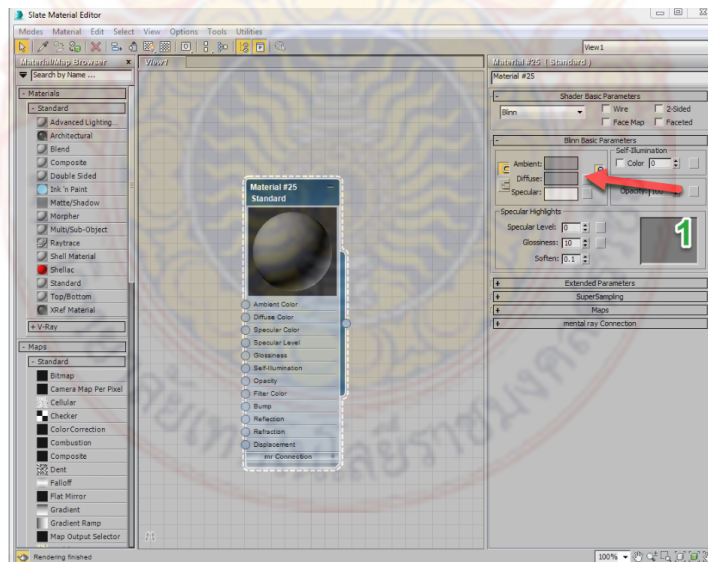 Slate Material Editor
Modes Material Edit Select View Options Tools Utilities
View1
Material/Map Browser x
Search by Name ...
- Materials
- Standard
Advanced Lighting...
Architectural
Blend
Composite
Double Sided
Ink 'n Paint
Matte/Shadow
Morpher
Multi/Sub-Object
Raytrace
Shell Material
Shellac
Standard
Top/Bottom
XRef Material
+ V-Ray
- Maps
- Standard
Bitmap
Camera Map Per Pixel
Cellular
Checker
ColorCorrection
Combustion
Composite
Dent
Falloff
Flat Mirror
Gradient
Gradient Ramp
Map Output Selector
View1
Material #25
Standard
Ambient Color
Diffuse Color
Specular Color
Specular Level
Glossiness
Self-Illumination
Opacity
Filter Color
Bump
Reflection
Refraction
Displacement
mr Connection
Material #25 ( Standard )
Material #25
- Shader Basic Parameters
Blinn
Wire 2-Sided
Face Map Faceted
- Blinn Basic Parameters
Self-Illumination
Ambient: Color 0
Diffuse:
Specular: Opacity: 100
Specular Highlights
Specular Level: 0
Glossiness: 10
Soften: 0.1
1
+ Extended Parameters
+ SuperSampling
+ Maps
+ mental ray Connection
Rendering finished
100%